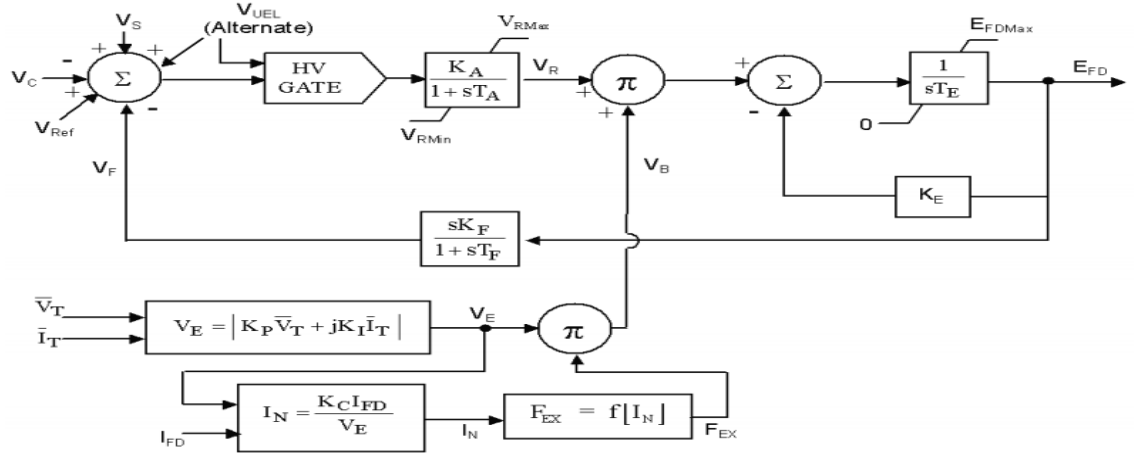 V_S
V_UEL
(Alternate)
V_C
V_Ref
+
+
-
+
-
Σ
HV
GATE
V_RMax
K_A
1 + sT_A
V_RMin
V_R
+
π
+
V_B
+
-
Σ
E_FDMax
1
sT_E
0
E_FD
K_E
V_F
sK_F
1 + sT_F
V̅_T
I̅_T
V_E = | K_P V̅_T + jK_I I̅_T |
V_E
π
I_FD
I_N = K_C I_FD / V_E
I_N
F_EX = f[I_N]
F_EX